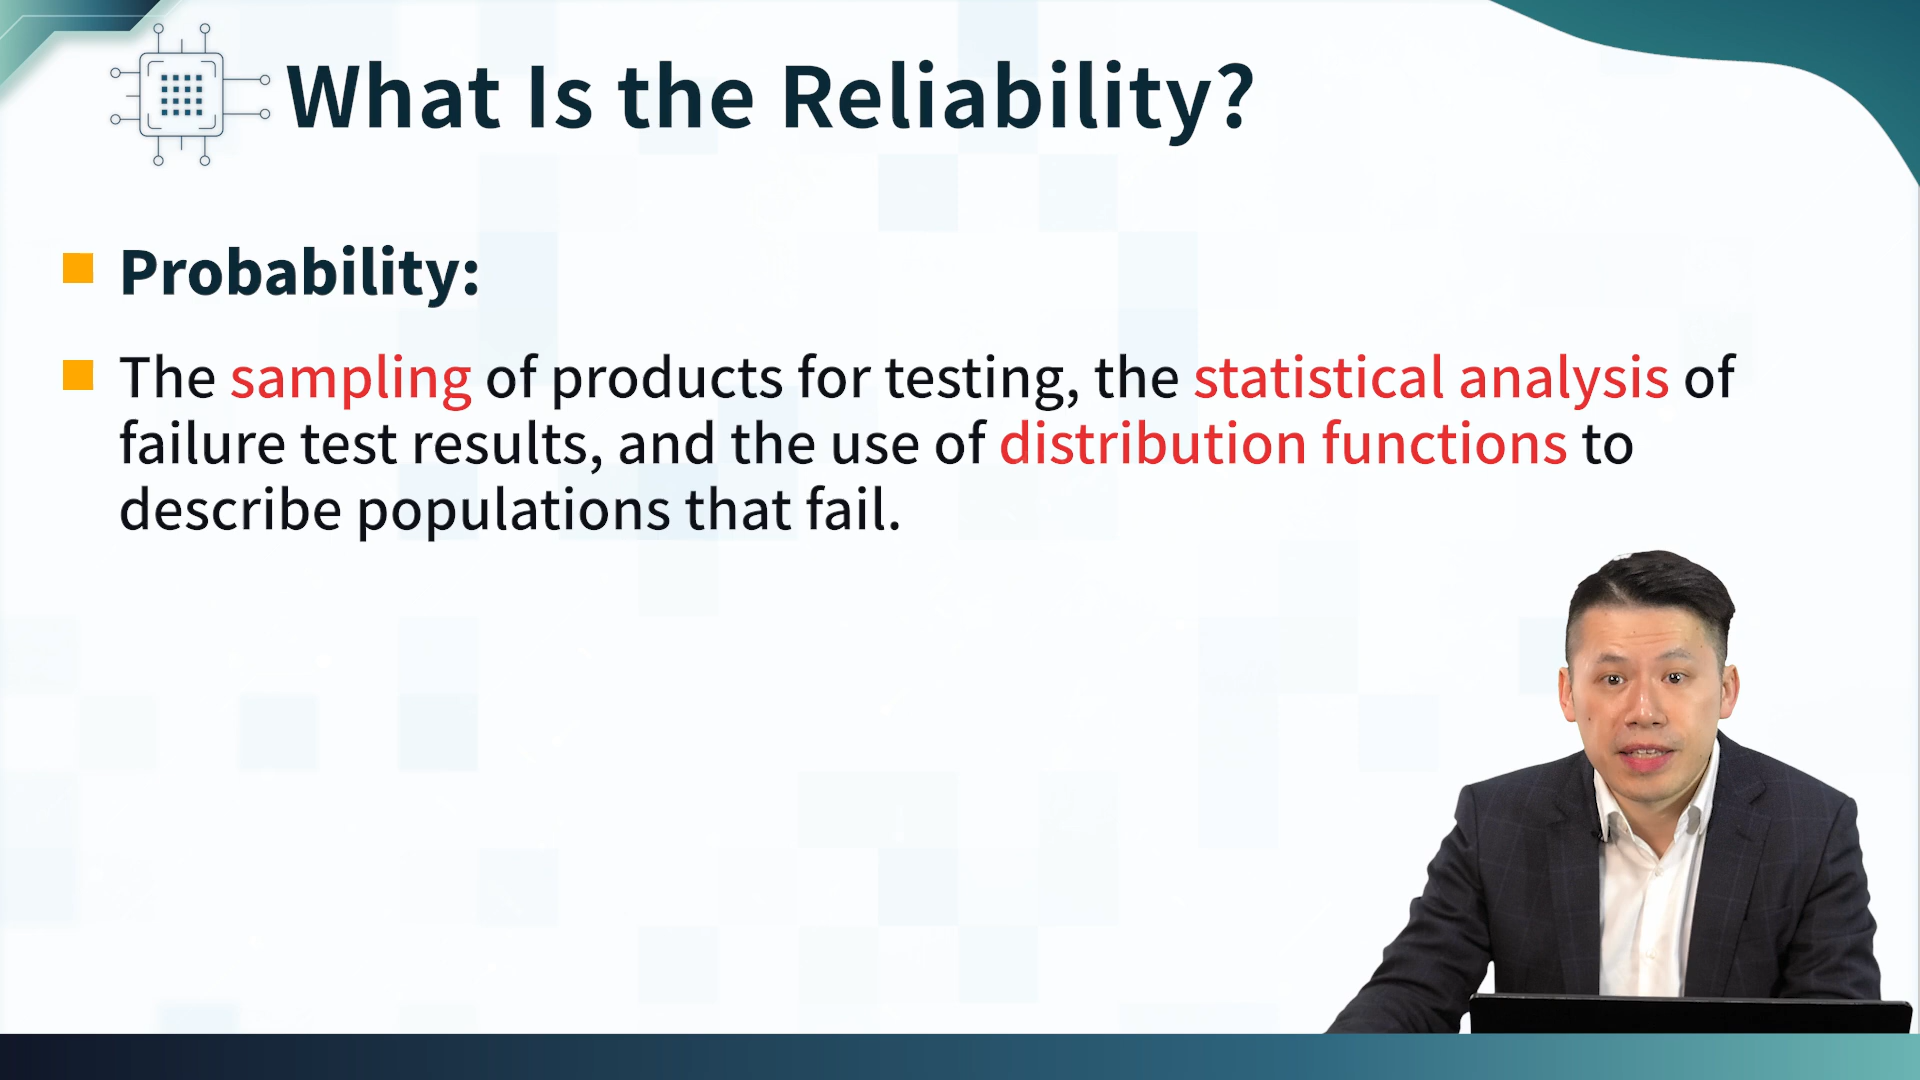 What Is the Reliability?
Probability:
The sampling of products for testing, the statistical analysis of
failure test results, and the use of distribution functions to
describe populations that fail.